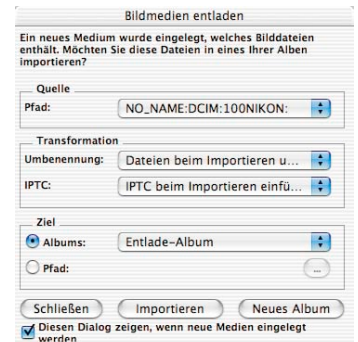 Bildmedien entladen
Ein neues Medium wurde eingelegt, welches Bilddateien
enthält. Möchten Sie diese Dateien in eines Ihrer Alben
importieren?
Quelle
Pfad: NO_NAME:DCIM:100NIKON:
Transformation
Umbenennung: Dateien beim Importieren u...
IPTC: IPTC beim Importieren einfü...
Ziel
Albums: Entlade-Album
Pfad: ...
Schließen Importieren Neues Album
Diesen Dialog zeigen, wenn neue Medien eingelegt
werden